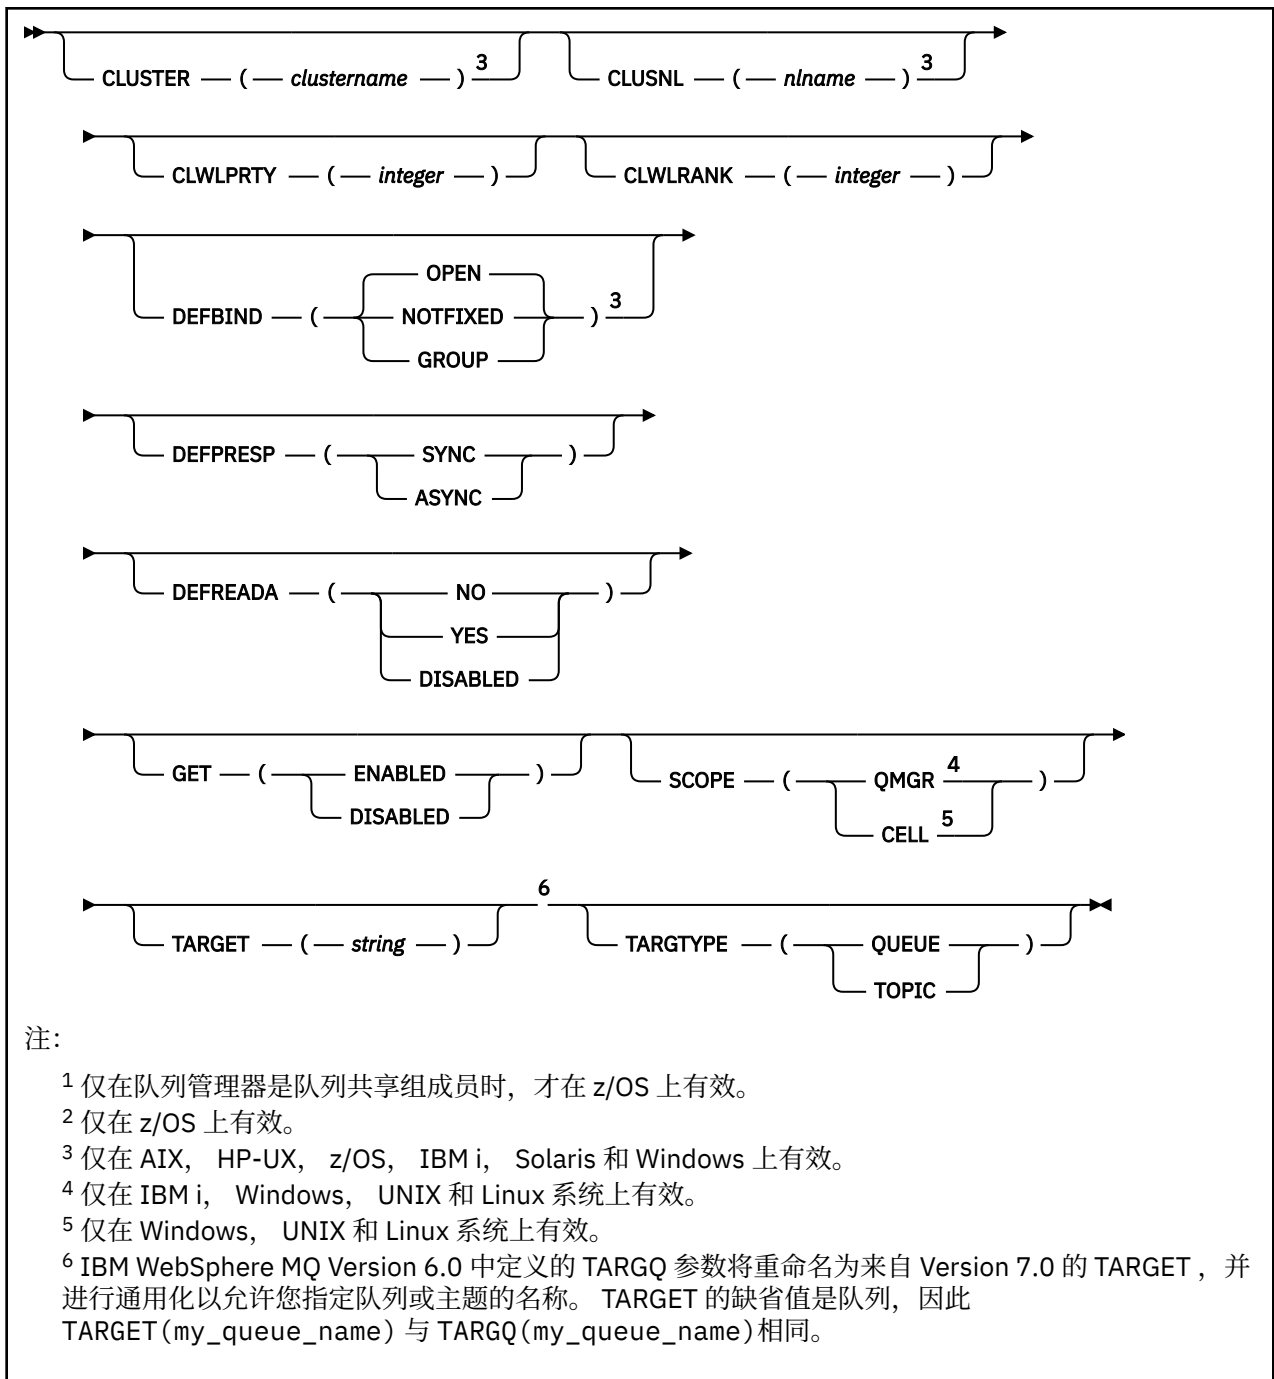 CLUSTER ( clustername ) 3 CLUSNL ( nlname ) 3
CLWLPRTY ( integer ) CLWLRANK ( integer )
OPEN
DEFBIND ( NOTFIXED ) 3
GROUP
DEFPRESP ( SYNC )
ASYNC
DEFREADA ( NO )
YES
DISABLED
GET ( ENABLED ) SCOPE ( QMGR 4 )
DISABLED CELL 5
6
TARGET ( string ) TARGTYPE ( QUEUE )
TOPIC
注：
1 仅在队列管理器是队列共享组成员时，才在 z/OS 上有效。
2 仅在 z/OS 上有效。
3 仅在 AIX， HP-UX， z/OS， IBM i， Solaris 和 Windows 上有效。
4 仅在 IBM i， Windows， UNIX 和 Linux 系统上有效。
5 仅在 Windows， UNIX 和 Linux 系统上有效。
6 IBM WebSphere MQ Version 6.0 中定义的 TARGQ 参数将重命名为来自 Version 7.0 的 TARGET ，并
进行通用化以允许您指定队列或主题的名称。 TARGET 的缺省值是队列，因此
TARGET(my_queue_name) 与 TARGQ(my_queue_name)相同。